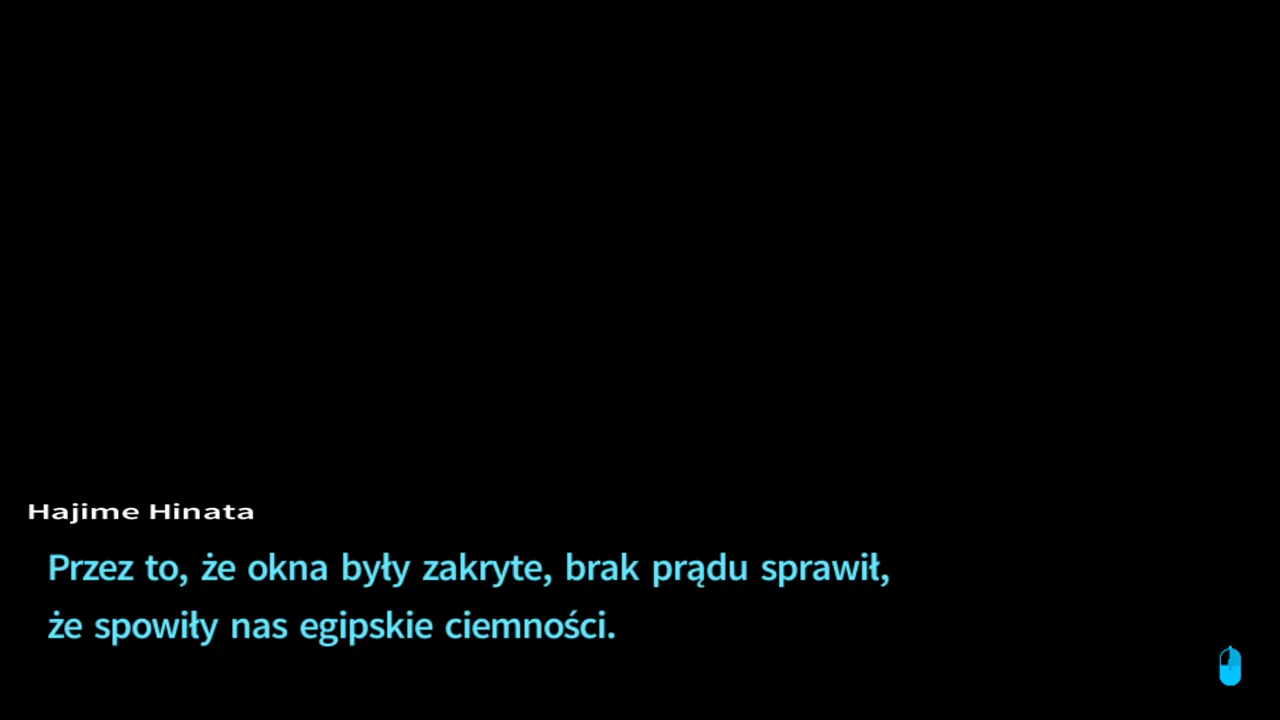 Hajime Hinata
Przez to, że okna były zakryte, brak prądu sprawił,
że spowiły nas egipskie ciemności.